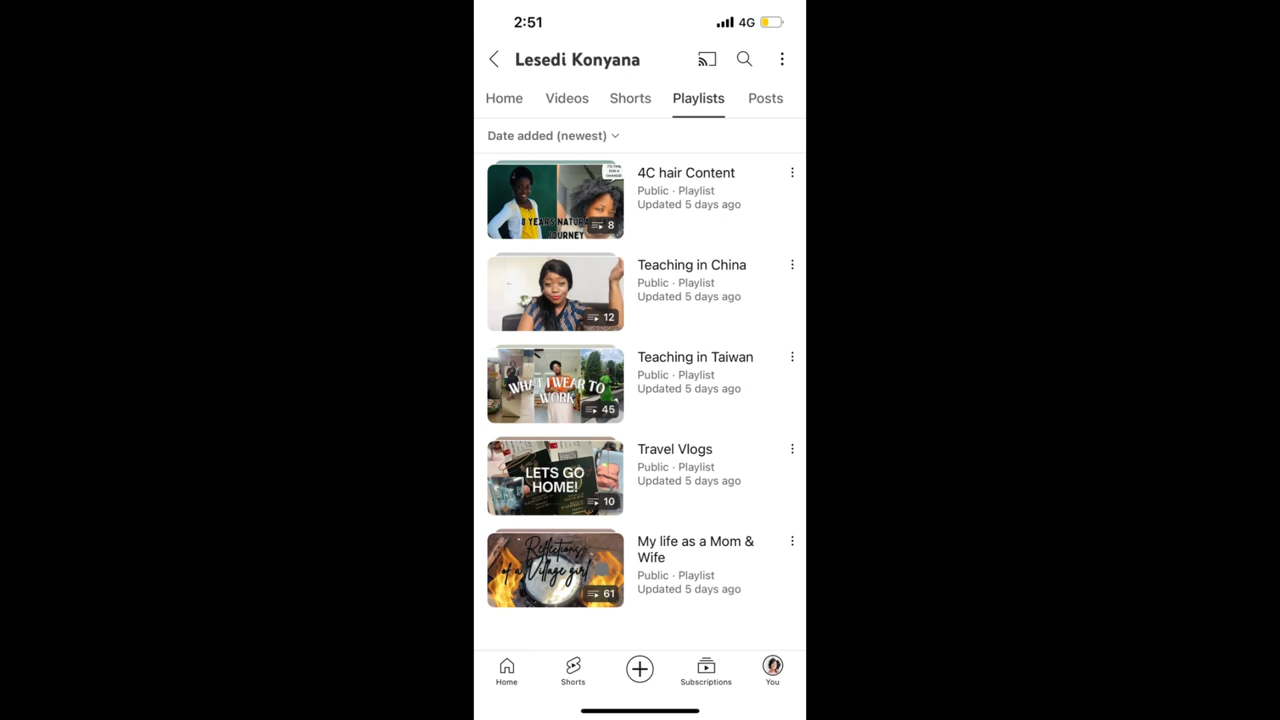 2:51
4G
Lesedi Konyana
Home Videos Shorts Playlists Posts
Date added (newest)
ITS TIME
FOR A
CHANGE
8 YEARS NATURAL
JOURNEY
8
4C hair Content
Public · Playlist
Updated 5 days ago
12
Teaching in China
Public · Playlist
Updated 5 days ago
WHAT I WEAR TO
WORK
45
Teaching in Taiwan
Public · Playlist
Updated 5 days ago
LETS GO
HOME!
10
Travel Vlogs
Public · Playlist
Updated 5 days ago
Reflections
of a Village girl
61
My life as a Mom &
Wife
Public · Playlist
Updated 5 days ago
Home Shorts Subscriptions You